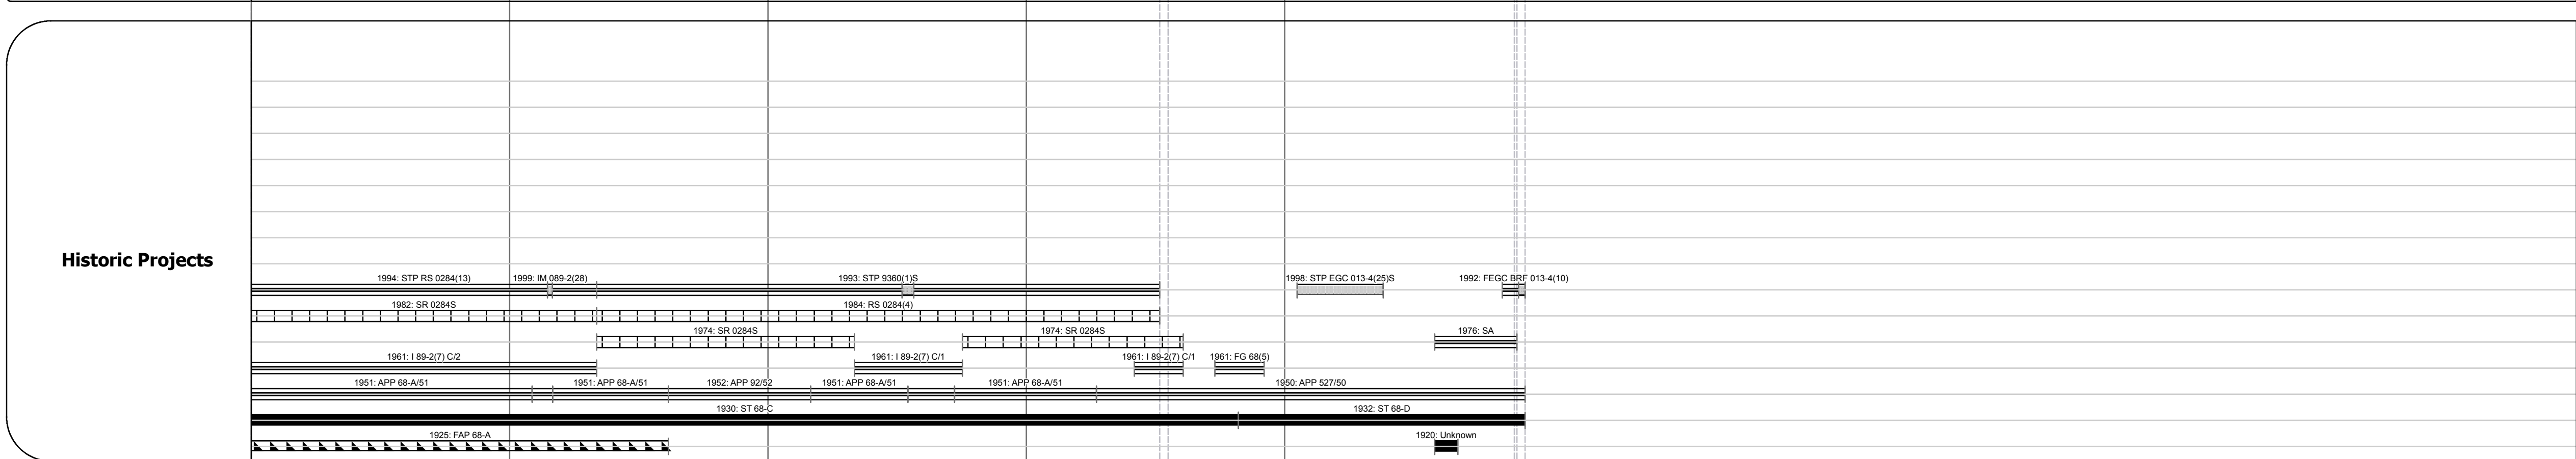 Historic Projects
1994: STP RS 0284(13) 1999: IM 089-2(28) 1993: STP 9360(1)S 1998: STP EGC 013-4(25)S 1992: FEGC BRF 013-4(10)
1982: SR 0284S 1984: RS 0284(4)
1974: SR 0284S 1974: SR 0284S 1976: SA
1961: I 89-2(7) C/2 1961: I 89-2(7) C/1 1961: I 89-2(7) C/1 1961: FG 68(5)
1951: APP 68-A/51 1951: APP 68-A/51 1952: APP 92/52 1951: APP 68-A/51 1951: APP 68-A/51 1950: APP 527/50
1930: ST 68-C 1932: ST 68-D
1925: FAP 68-A 1920: Unknown